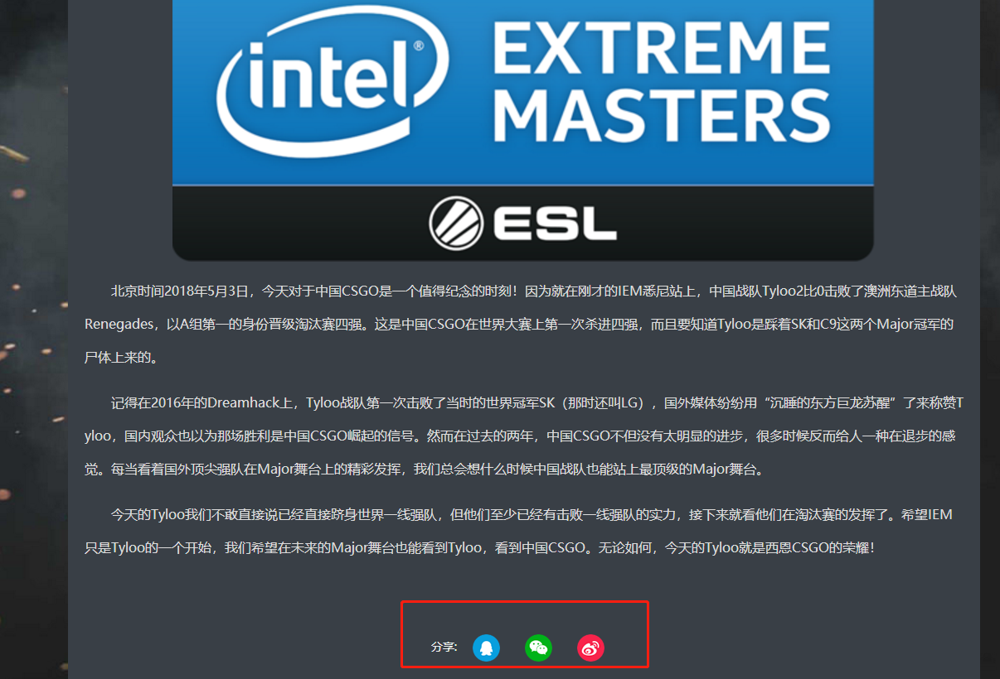 intel®
EXTREME
MASTERS
ESL
北京时间2018年5月3日，今天对于中国CSGO是一个值得纪念的时刻！因为就在刚才的IEM悉尼站上，中国战队Tyloo2比0击败了澳洲东道主战队
Renegades，以A组第一的身份晋级淘汰赛四强。这是中国CSGO在世界大赛上第一次杀进四强，而且要知道Tyloo是踩着SK和C9这两个Major冠军的
尸体上来的。
记得在2016年的Dreamhack上，Tyloo战队第一次击败了当时的世界冠军SK（那时还叫LG），国外媒体纷纷用“沉睡的东方巨龙苏醒”了来称赞T
yloo，国内观众也以为那场胜利是中国CSGO崛起的信号。然而在过去的两年，中国CSGO不但没有太明显的进步，很多时候反而给人一种在退步的感
觉。每当看着国外顶尖强队在Major舞台上的精彩发挥，我们总会想什么时候中国战队也能站上最顶级的Major舞台。
今天的Tyloo我们不敢直接说已经直接跻身世界一线强队，但他们至少已经有击败一线强队的实力，接下来就看他们在淘汰赛的发挥了。希望IEM
只是Tyloo的一个开始，我们希望在未来的Major舞台也能看到Tyloo，看到中国CSGO。无论如何，今天的Tyloo就是西恩CSGO的荣耀！
分享: